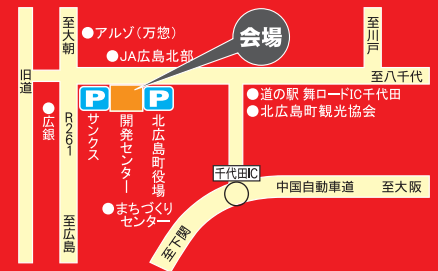 至大朝
アルゾ(万惣)
会場
至川戸
JA広島北部
旧道
至八千代
P
P
道の駅 舞ロードIC千代田
北広島町観光協会
広銀
R261
サンクス
開発センター
北広島町役場
千代田IC
中国自動車道
至大阪
まちづくり
センター
至広島
至下関